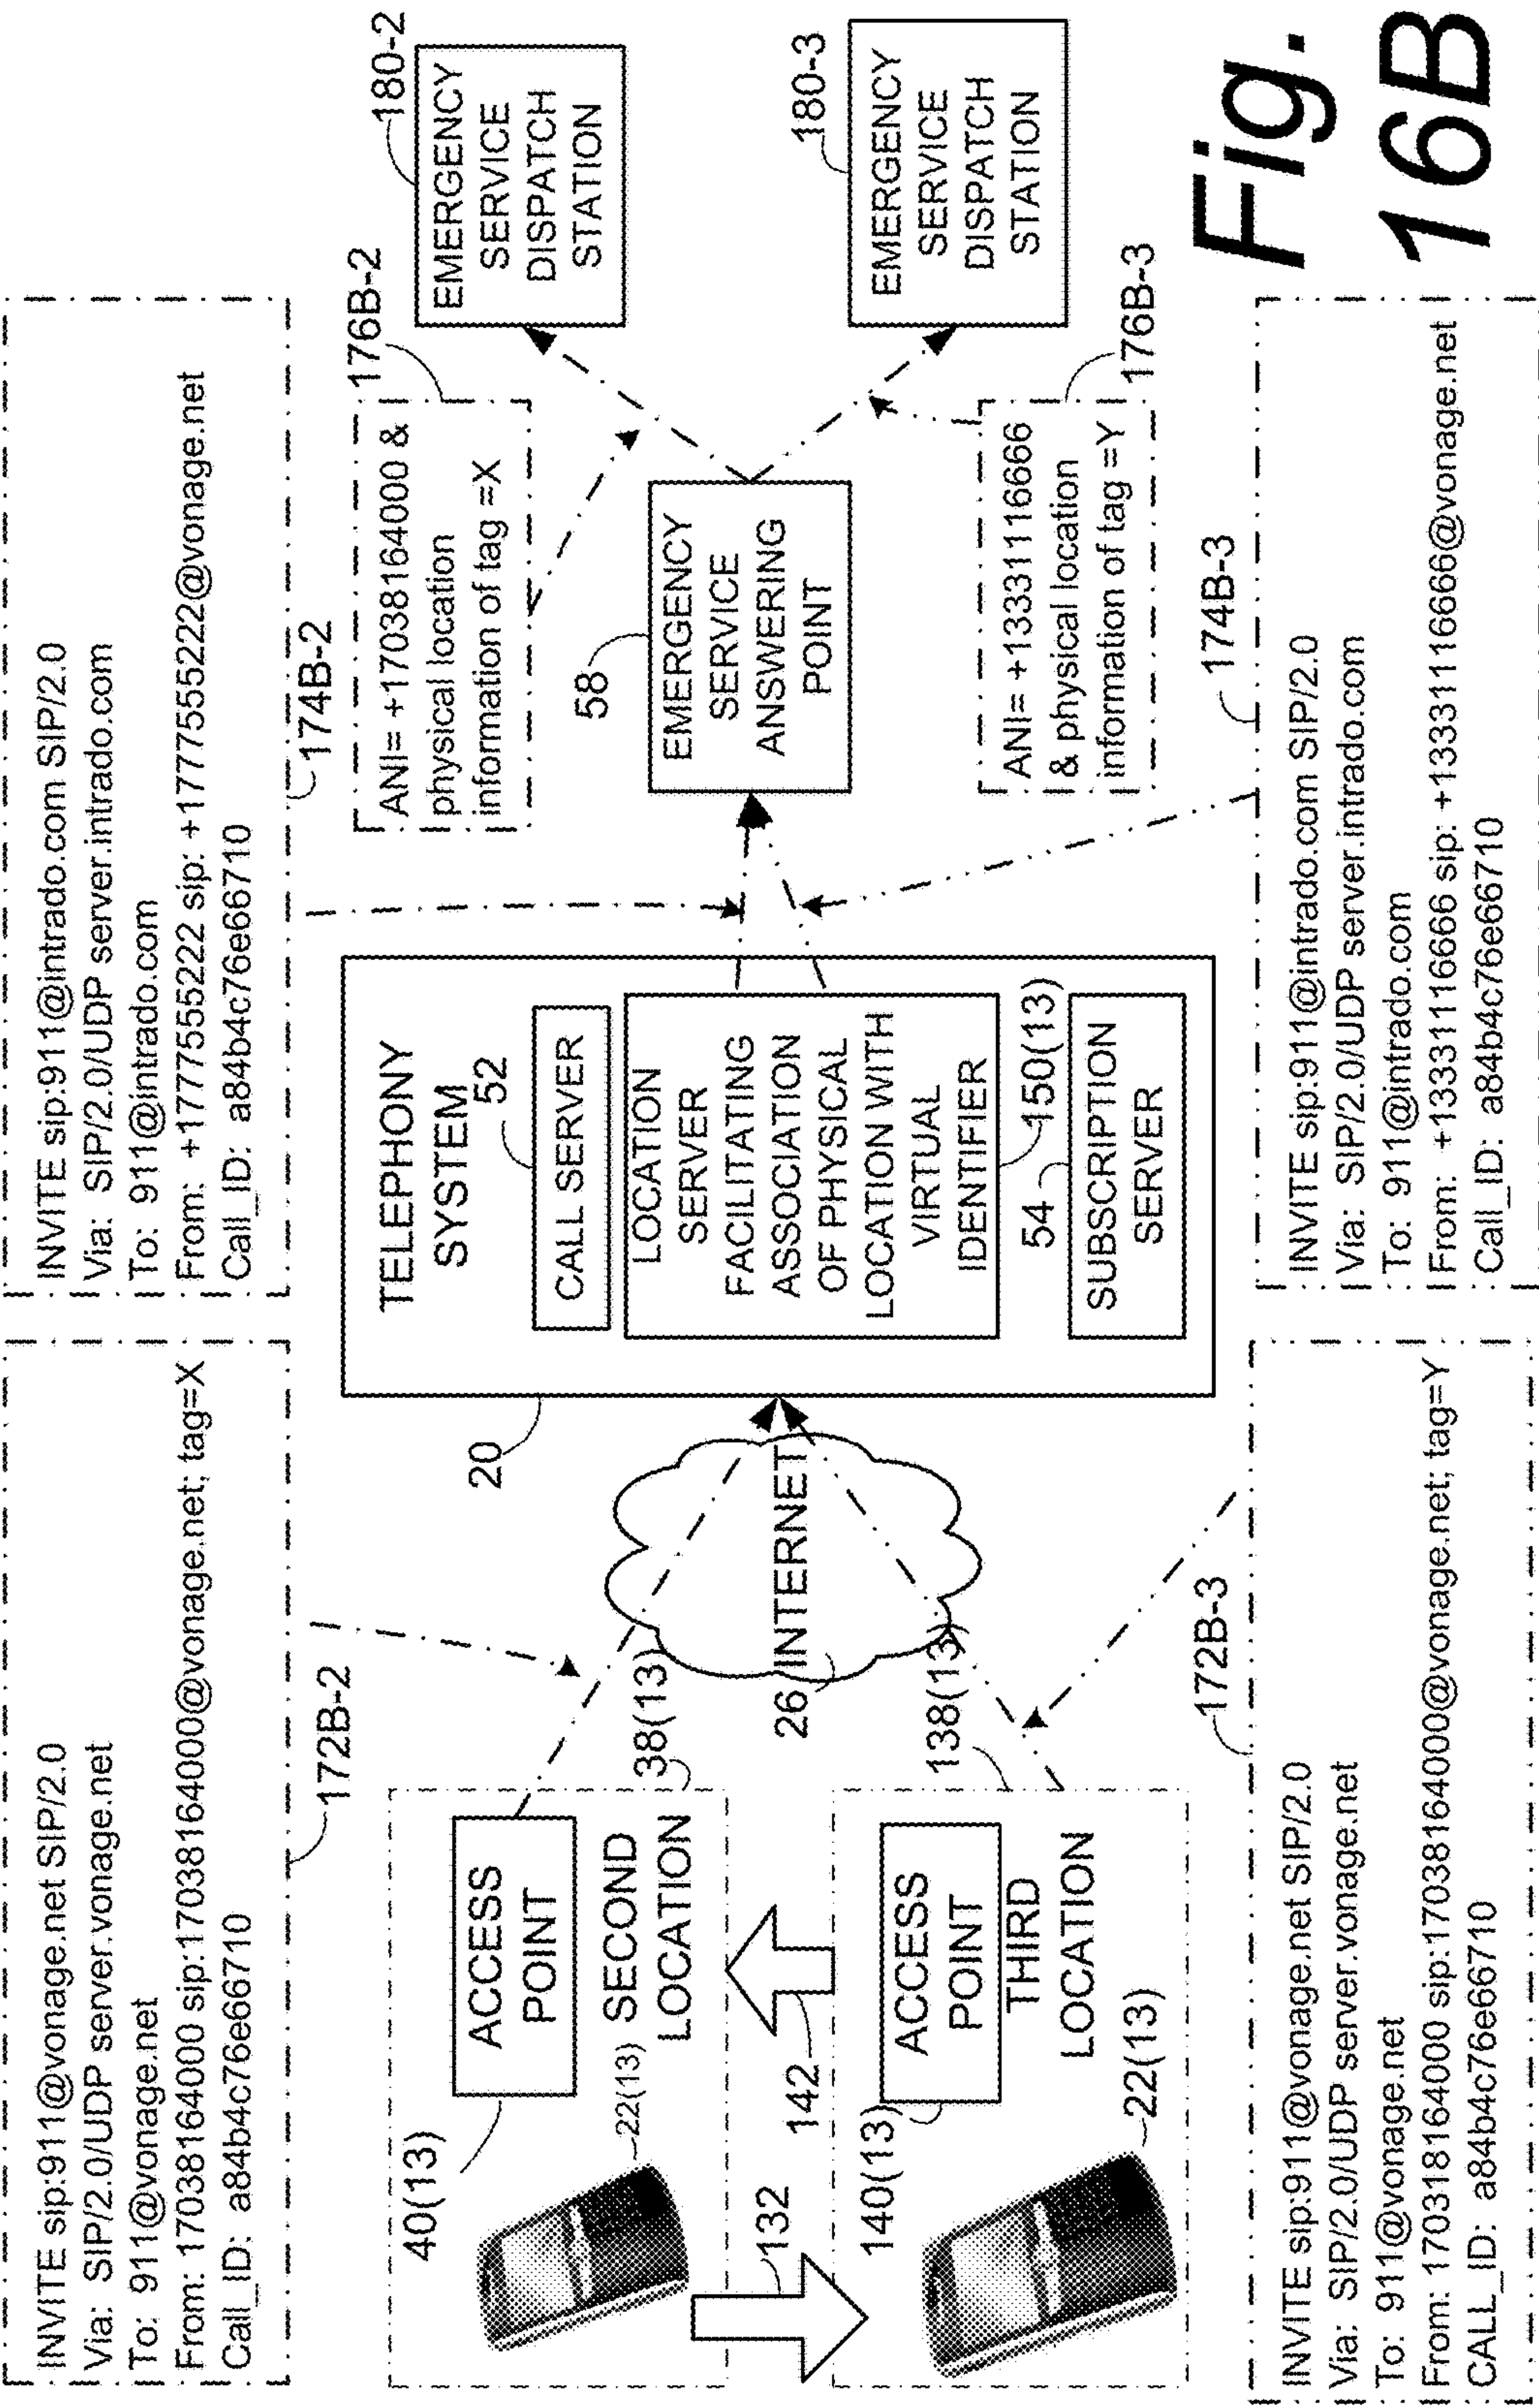 INVITE sip:911@vonage.net SIP/2.0
Via: SIP/2.0/UDP server.vonage.net
To: 911@vonage.net
From: 17038164000 sip:17038164000@vonage.net; tag=X
Call_ID: a84b4c76e66710
172B-2
INVITE sip:911@intrado.com SIP/2.0
Via: SIP/2.0/UDP server.intrado.com
To: 911@intrado.com
From: +17775552222 sip: +17775552222@vonage.net
Call_ID: a84b4c76e66710
174B-2
40(13)
ACCESS
POINT
22(13)
SECOND
LOCATION
38(13)
132
142
140(13)
ACCESS
POINT
THIRD
LOCATION
22(13)
138(13)
26
INTERNET
20
TELEPHONY
SYSTEM
52
CALL SERVER
LOCATION
SERVER
FACILITATING
ASSOCIATION
OF PHYSICAL
LOCATION WITH
VIRTUAL
IDENTIFIER
150(13)
54
SUBSCRIPTION
SERVER
ANI= +17038164000 &
physical location
information of tag =X
176B-2
58
EMERGENCY
SERVICE
ANSWERING
POINT
ANI= +13331116666
& physical location
information of tag =Y
176B-3
180-2
EMERGENCY
SERVICE
DISPATCH
STATION
180-3
EMERGENCY
SERVICE
DISPATCH
STATION
172B-3
INVITE sip:911@vonage.net SIP/2.0
Via: SIP/2.0/UDP server.vonage.net
To: 911@vonage.net
From: 17038164000 sip:17038164000@vonage.net; tag=Y
CALL_ID: a84b4c76e66710
174B-3
INVITE sip:911@intrado.com SIP/2.0
Via: SIP/2.0/UDP server.intrado.com
To: 911@intrado.com
From: +13331116666 sip: +13331116666@vonage.net
Call_ID: a84b4c76e66710
Fig.
16B